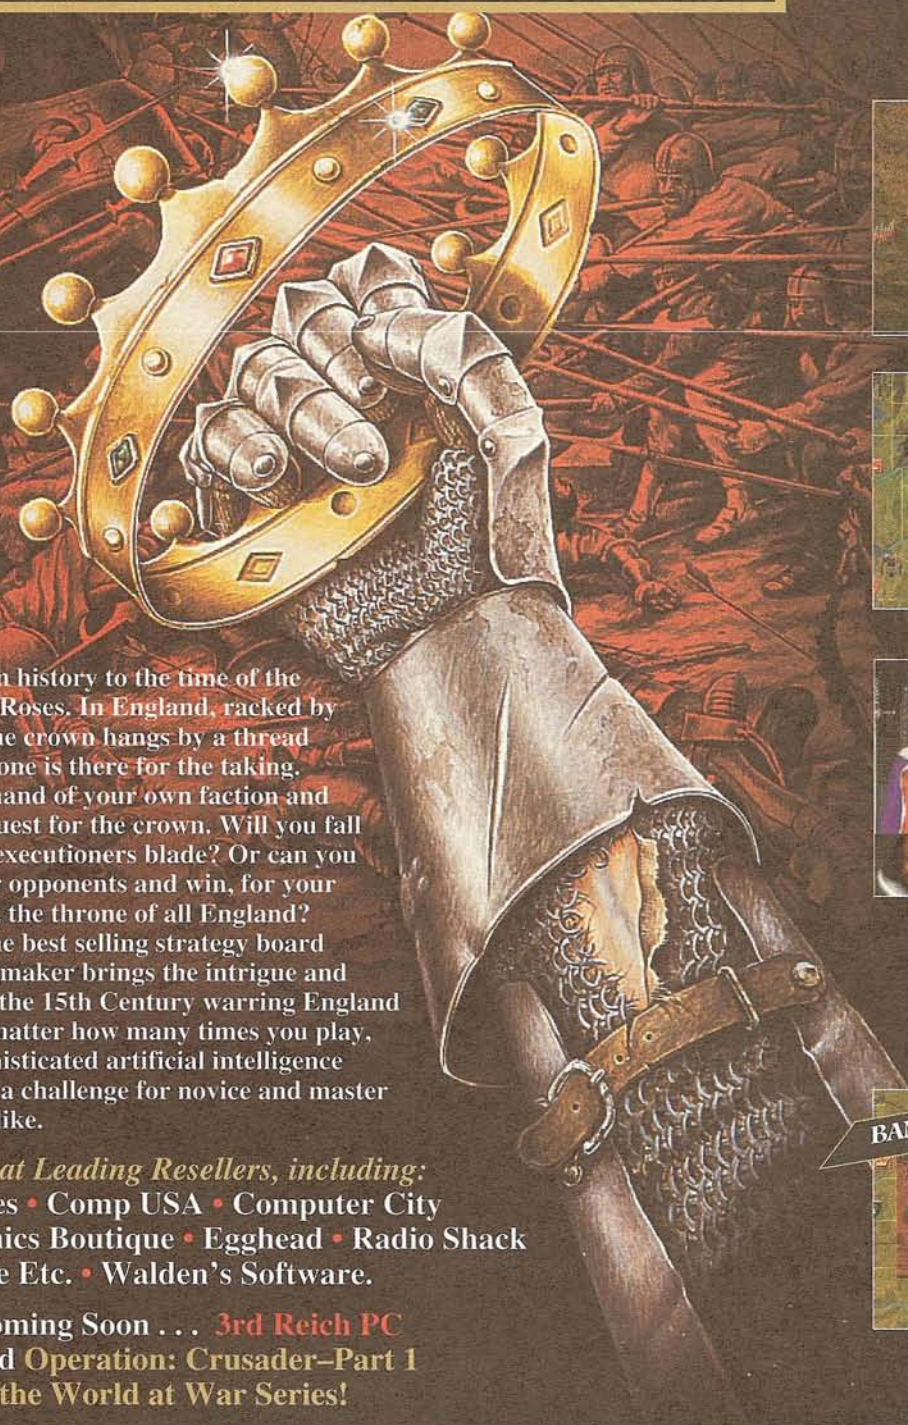 n history to the time of the
Roses. In England, racked by
e crown hangs by a thread
one is there for the taking.
and of your own faction and
uest for the crown. Will you fall
executioners blade? Or can you
opponents and win, for your
the throne of all England?
e best selling strategy board
maker brings the intrigue and
the 15th Century warring England
atter how many times you play,
histicated artificial intelligence
a challenge for novice and master
like.
at Leading Resellers, including:
es • Comp USA • Computer City
nics Boutique • Egghead • Radio Shack
e Etc. • Walden's Software.
oming Soon . . . 3rd Reich PC
d Operation: Crusader–Part 1
the World at War Series!
BAN